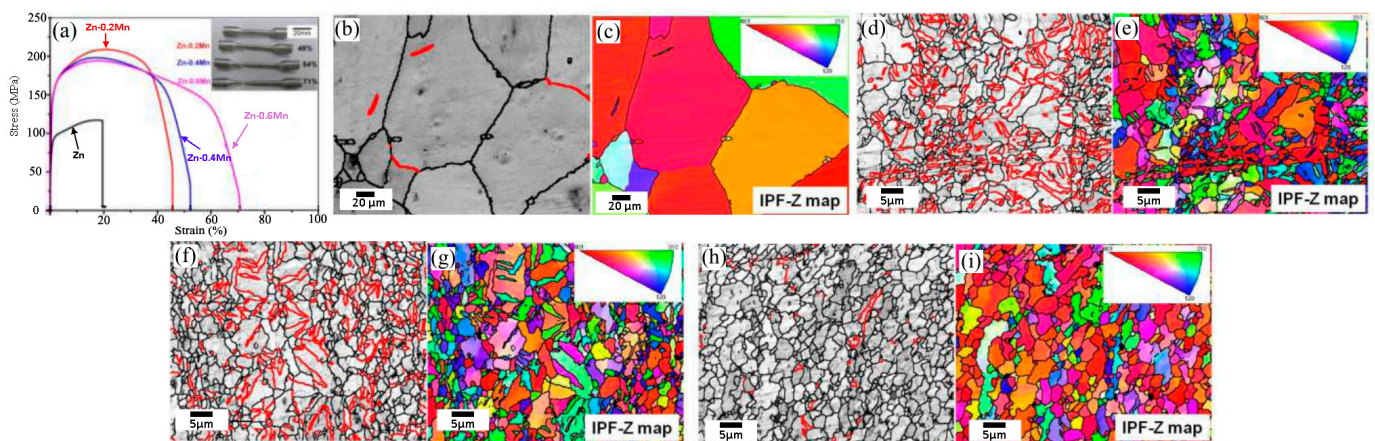 (a)
Zn-0.2Mn
Zn-0.2Mn
Zn-0.4Mn
Zn-0.6Mn
20mm
48%
54%
71%
Zn
Zn-0.4Mn
Zn-0.6Mn
250
200
150
100
50
0
0 20 40 60 80 100
Stress (MPa)
Strain (%)
(b)
20 μm
(c)
20 μm
IPF-Z map
(d)
5μm
(e)
5μm
IPF-Z map
(f)
5μm
(g)
5μm
IPF-Z map
(h)
5μm
(i)
5μm
IPF-Z map